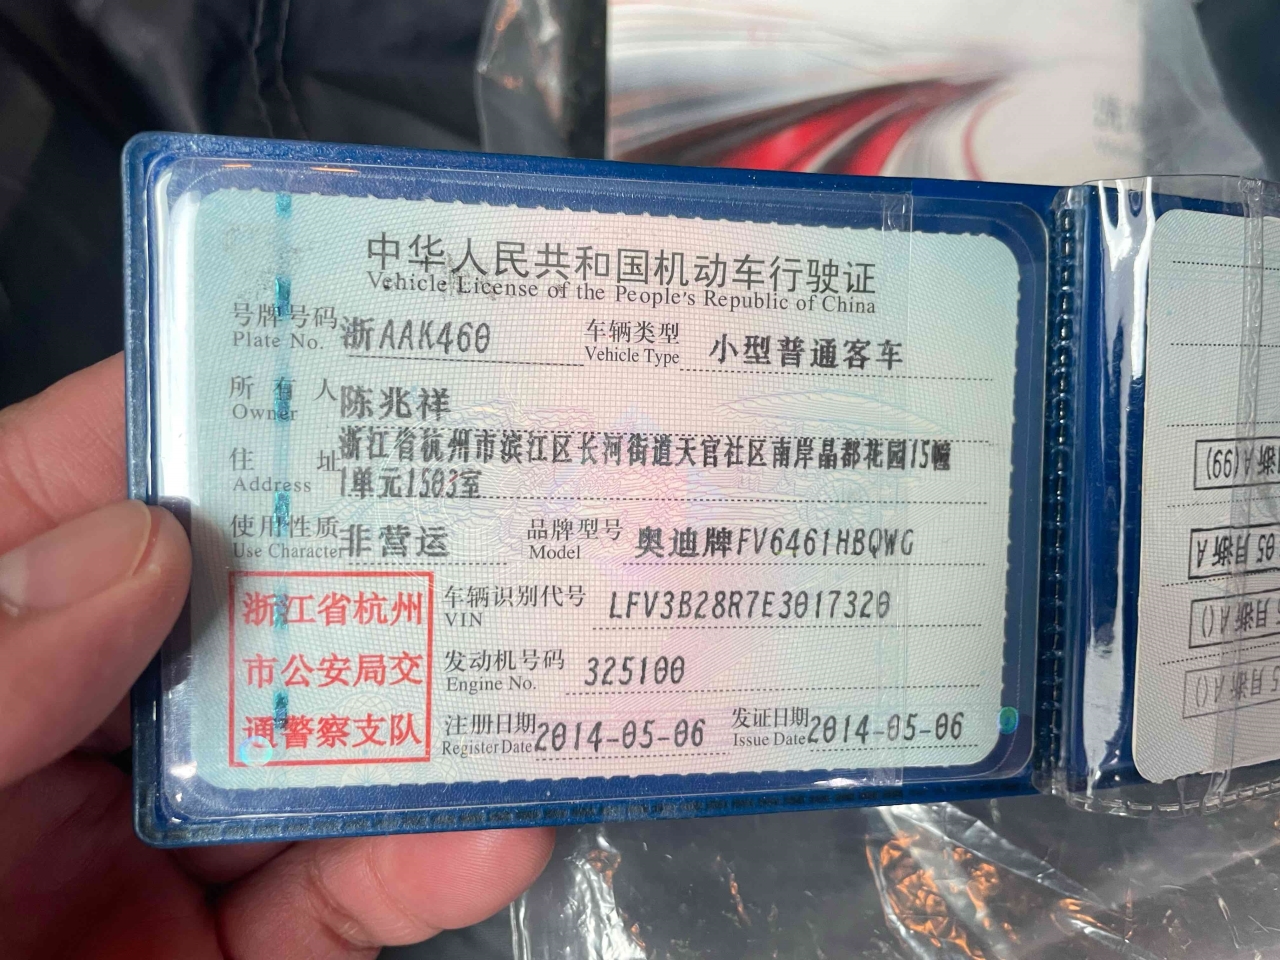 中华人民共和国机动车行驶证
Vehicle License of the People's Republic of China
号牌号码 浙AAK460 车辆类型 小型普通客车
Plate No. Vehicle Type
所有人 陈兆祥
Owner
住址 浙江省杭州市滨江区长河街道天官社区南岸晶都花园15幢
Address 1单元1503室
使用性质 非营运 品牌型号 奥迪牌FV6461HBQWG
Use Character Model
浙江省杭州
市公安局交
通警察支队
车辆识别代号 LFV3B28R7E3017320
VIN
发动机号码 325100
Engine No.
注册日期 2014-05-06 发证日期 2014-05-06
Register Date Issue Date